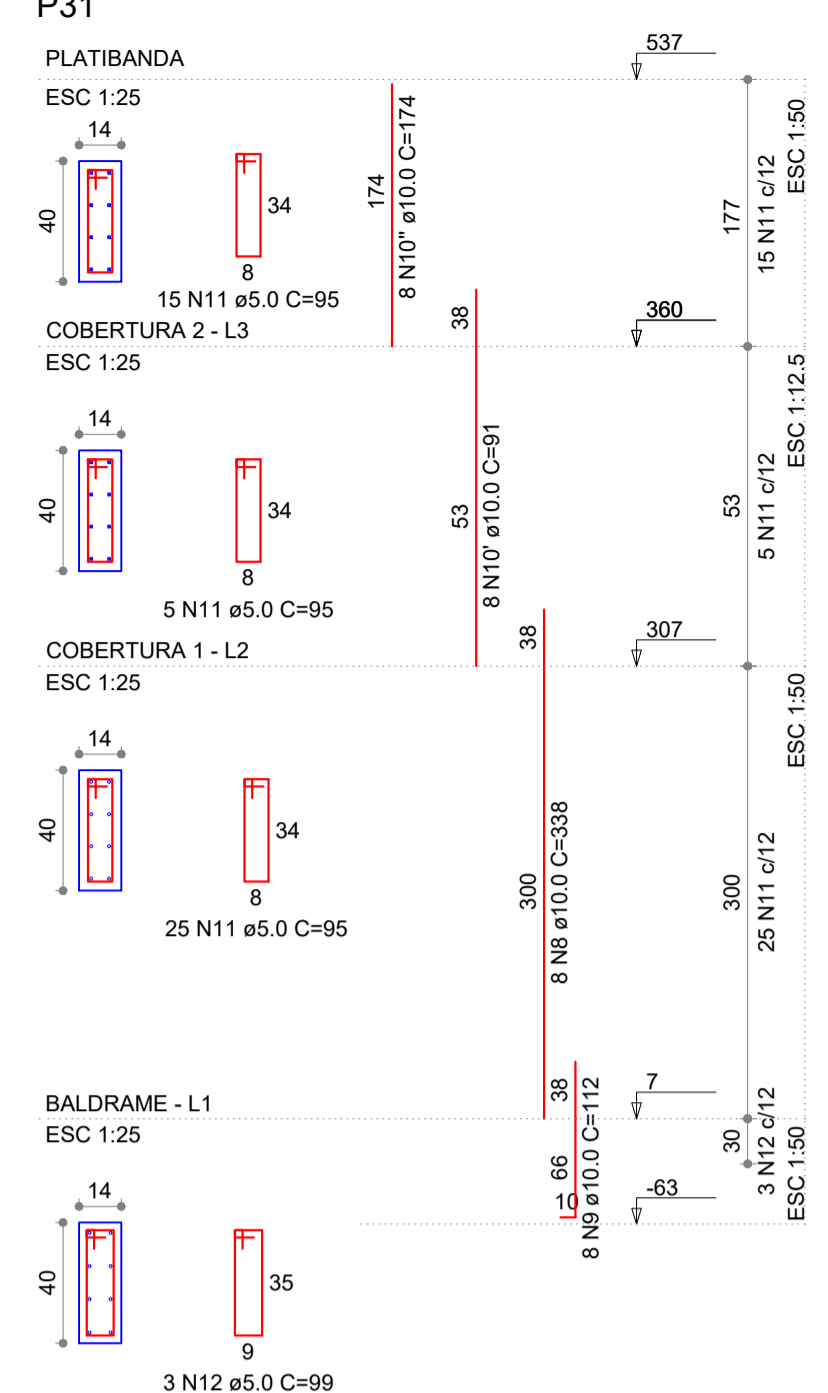 P31
PLATIBANDA
537
ESC 1:25
14
40
34
8
15 N11 ø5.0 C=95
174
8 N10" ø10.0 C=174
177
15 N11 c/12
ESC 1:50
COBERTURA 2 - L3
360
ESC 1:25
14
40
34
8
5 N11 ø5.0 C=95
38
53
8 N10' ø10.0 C=91
53
5 N11 c/12
ESC 1:12.5
COBERTURA 1 - L2
307
ESC 1:25
14
40
34
8
25 N11 ø5.0 C=95
38
300
8 N8 ø10.0 C=338
300
25 N11 c/12
ESC 1:50
BALDRAME - L1
7
ESC 1:25
14
40
35
9
3 N12 ø5.0 C=99
38
66
10
8 N9 ø10.0 C=112
30
3 N12 c/12
ESC 1:50
-63